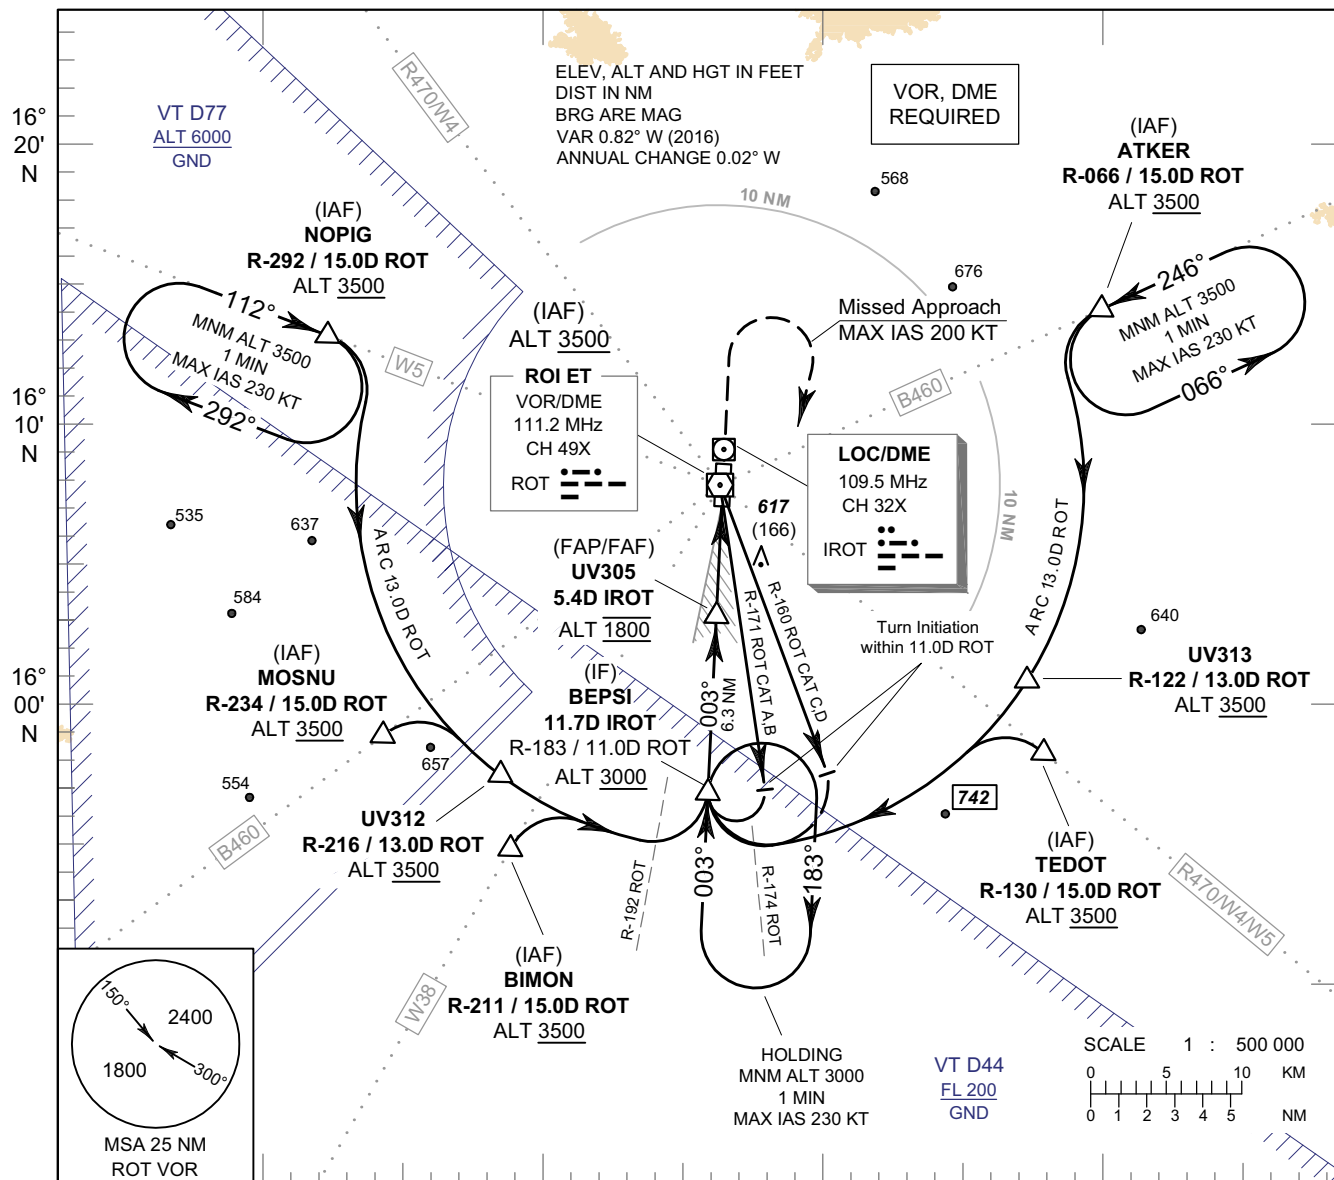 ELEV, ALT AND HGT IN FEET
DIST IN NM
BRG ARE MAG
VAR 0.82° W (2016)
ANNUAL CHANGE 0.02° W
VOR, DME
REQUIRED
R470/W4
VT D77
ALT 6000
GND
16°
20'
N
(IAF)
ATKER
R-066 / 15.0D ROT
ALT 3500
568
10 NM
(IAF)
NOPIG
R-292 / 15.0D ROT
ALT 3500
676
112°
MNM ALT 3500
1 MIN
MAX IAS 230 KT
292°
Missed Approach
MAX IAS 200 KT
246°
MNM ALT 3500
1 MIN
MAX IAS 230 KT
066°
(IAF)
ALT 3500
W5
B460
ROI ET
VOR/DME
111.2 MHz
CH 49X
ROT
16°
10'
N
LOC/DME
109.5 MHz
CH 32X
IROT
10 NM
617
(166)
535
637
ARC 13.0D ROT
ARC 13.0D ROT
(FAP/FAF)
UV305
5.4D IROT
ALT 1800
R-171 ROT CAT A,B
R-160 ROT CAT C,D
584
640
Turn Initiation
within 11.0D ROT
UV313
R-122 / 13.0D ROT
ALT 3500
16°
00'
N
(IAF)
MOSNU
R-234 / 15.0D ROT
ALT 3500
(IF)
BEPSI
11.7D IROT
R-183 / 11.0D ROT
ALT 3000
003°
6.3 NM
657
554
742
B460
UV312
R-216 / 13.0D ROT
ALT 3500
(IAF)
TEDOT
R-130 / 15.0D ROT
ALT 3500
R470/W4/W5
003°
183°
R-192 ROT
R-174 ROT
(IAF)
BIMON
R-211 / 15.0D ROT
ALT 3500
W38
150°
2400
1800
300°
MSA 25 NM
ROT VOR
HOLDING
MNM ALT 3000
1 MIN
MAX IAS 230 KT
VT D44
FL 200
GND
SCALE 1 : 500 000
0 5 10 KM
0 1 2 3 4 5 NM